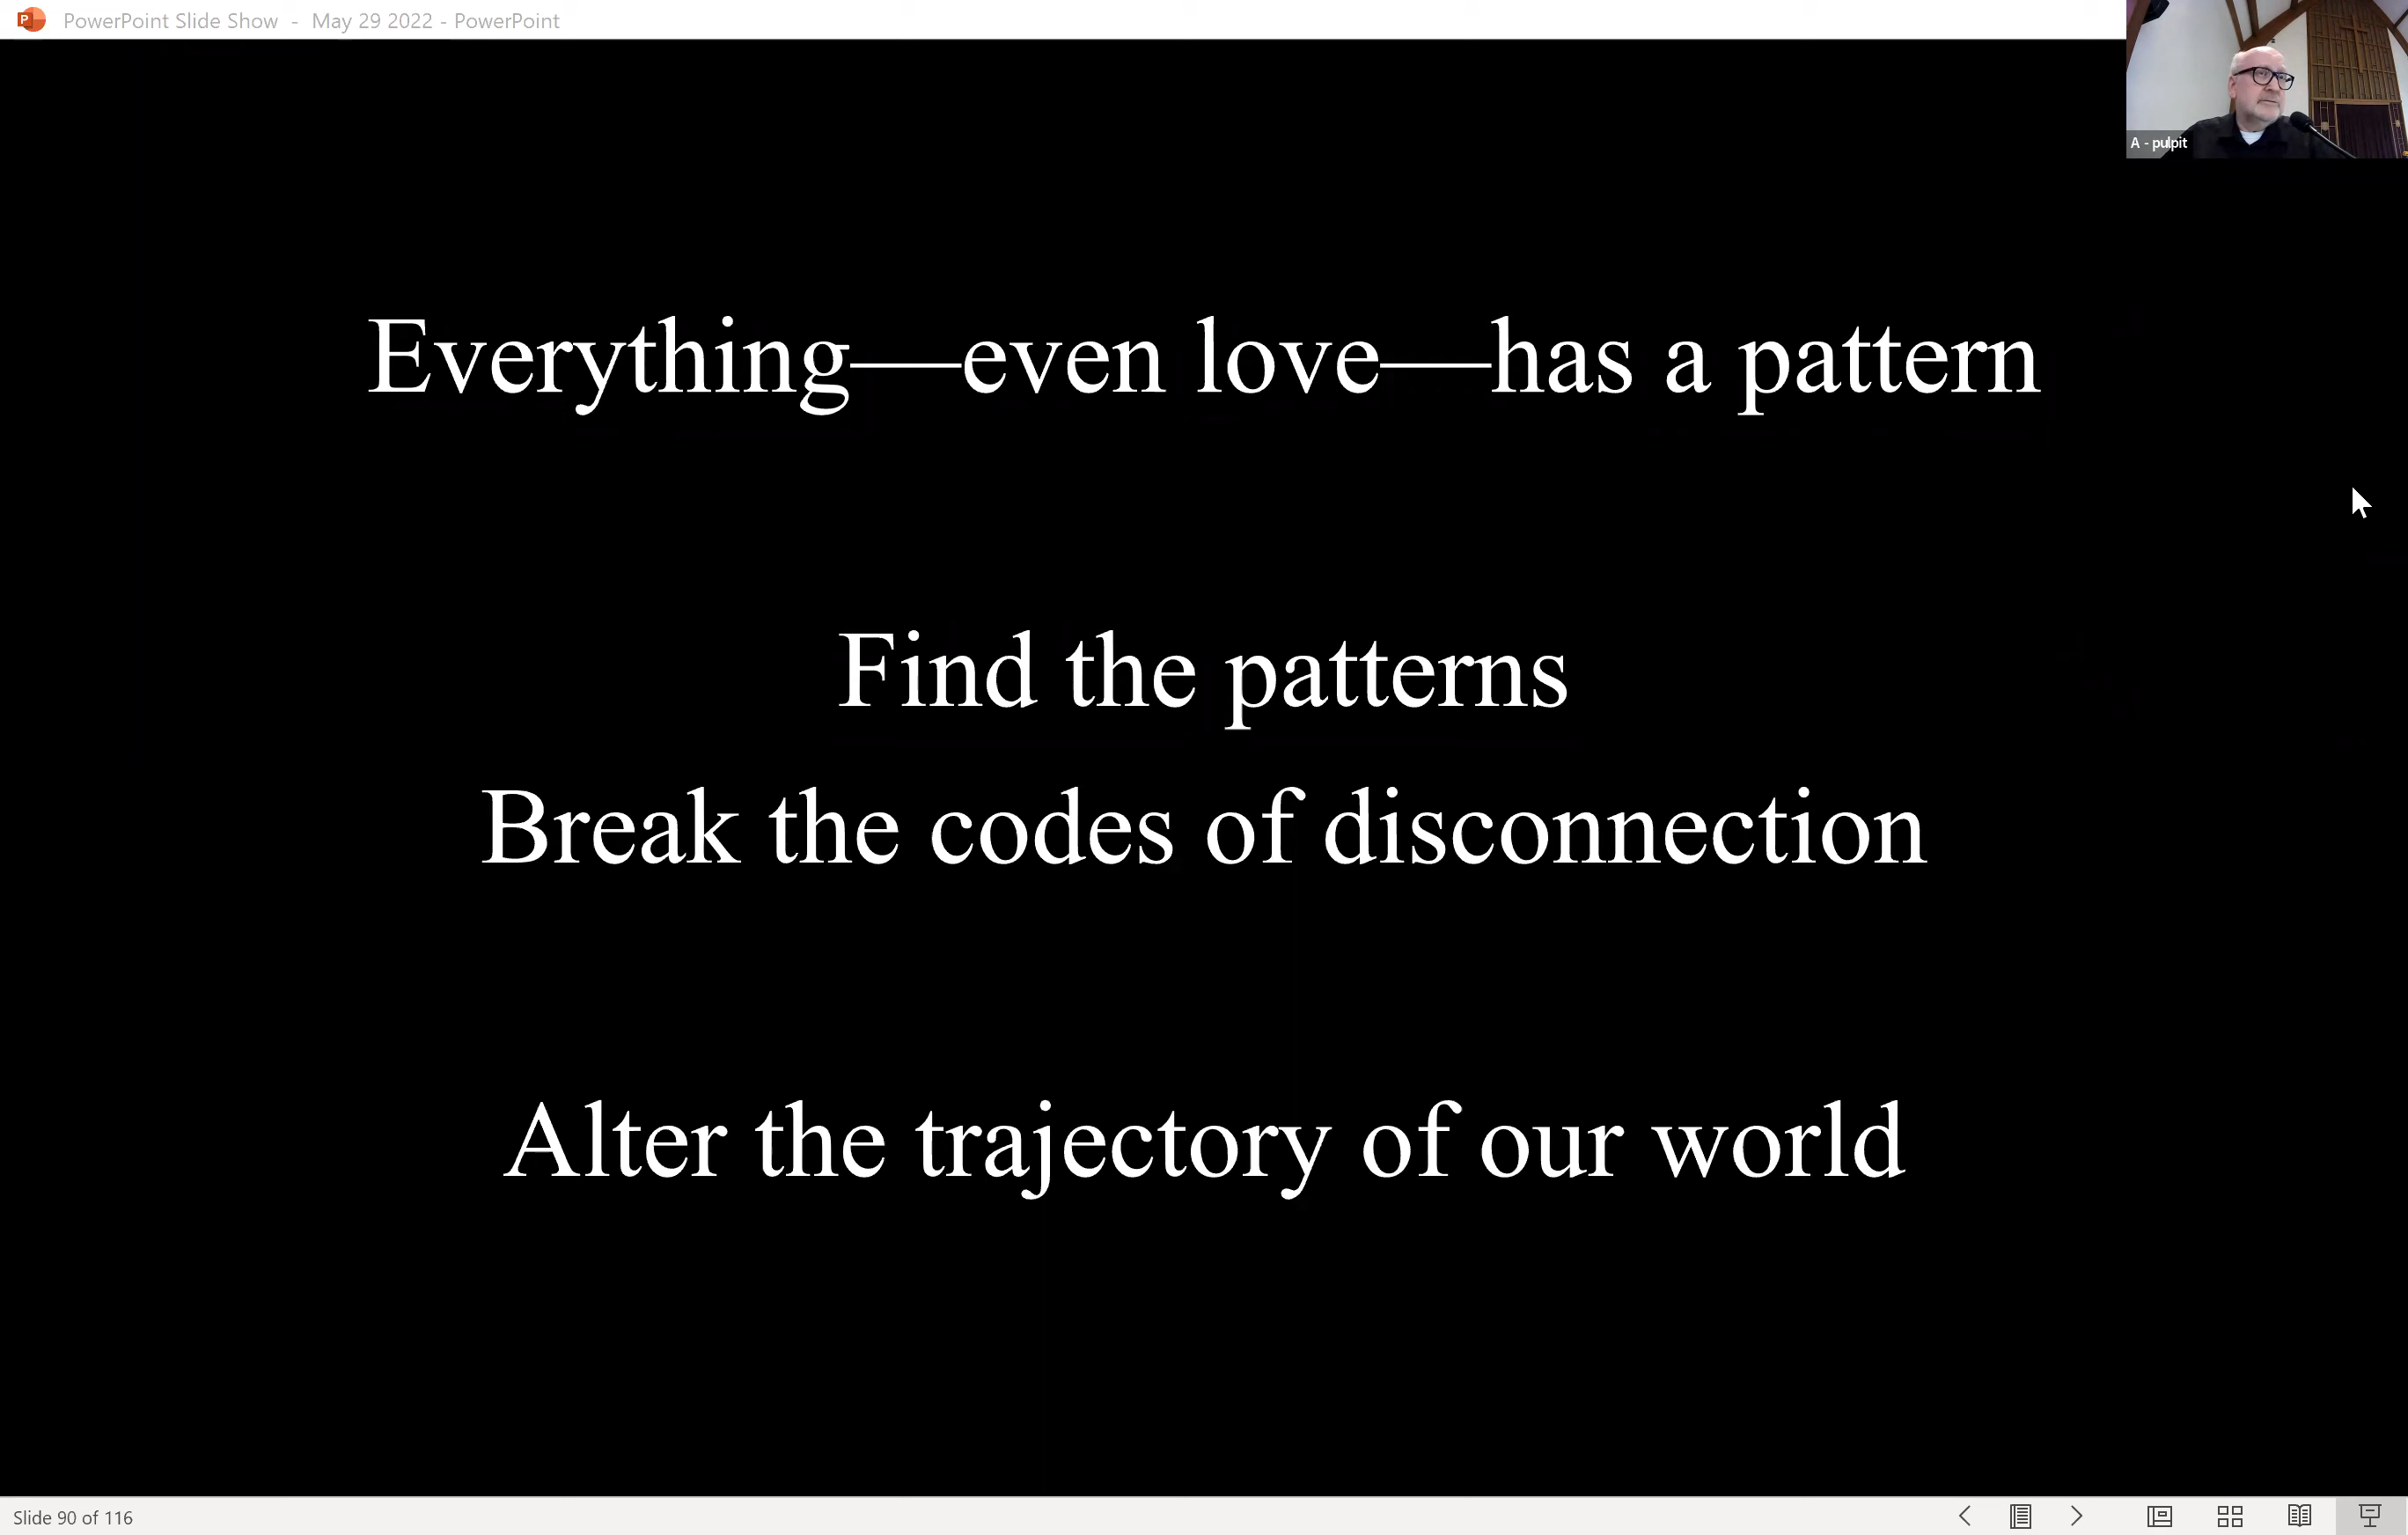 PowerPoint Slide Show - May 29 2022 - PowerPoint
A - pulpit
Everything—even love—has a pattern
Find the patterns
Break the codes of disconnection
Alter the trajectory of our world
Slide 90 of 116